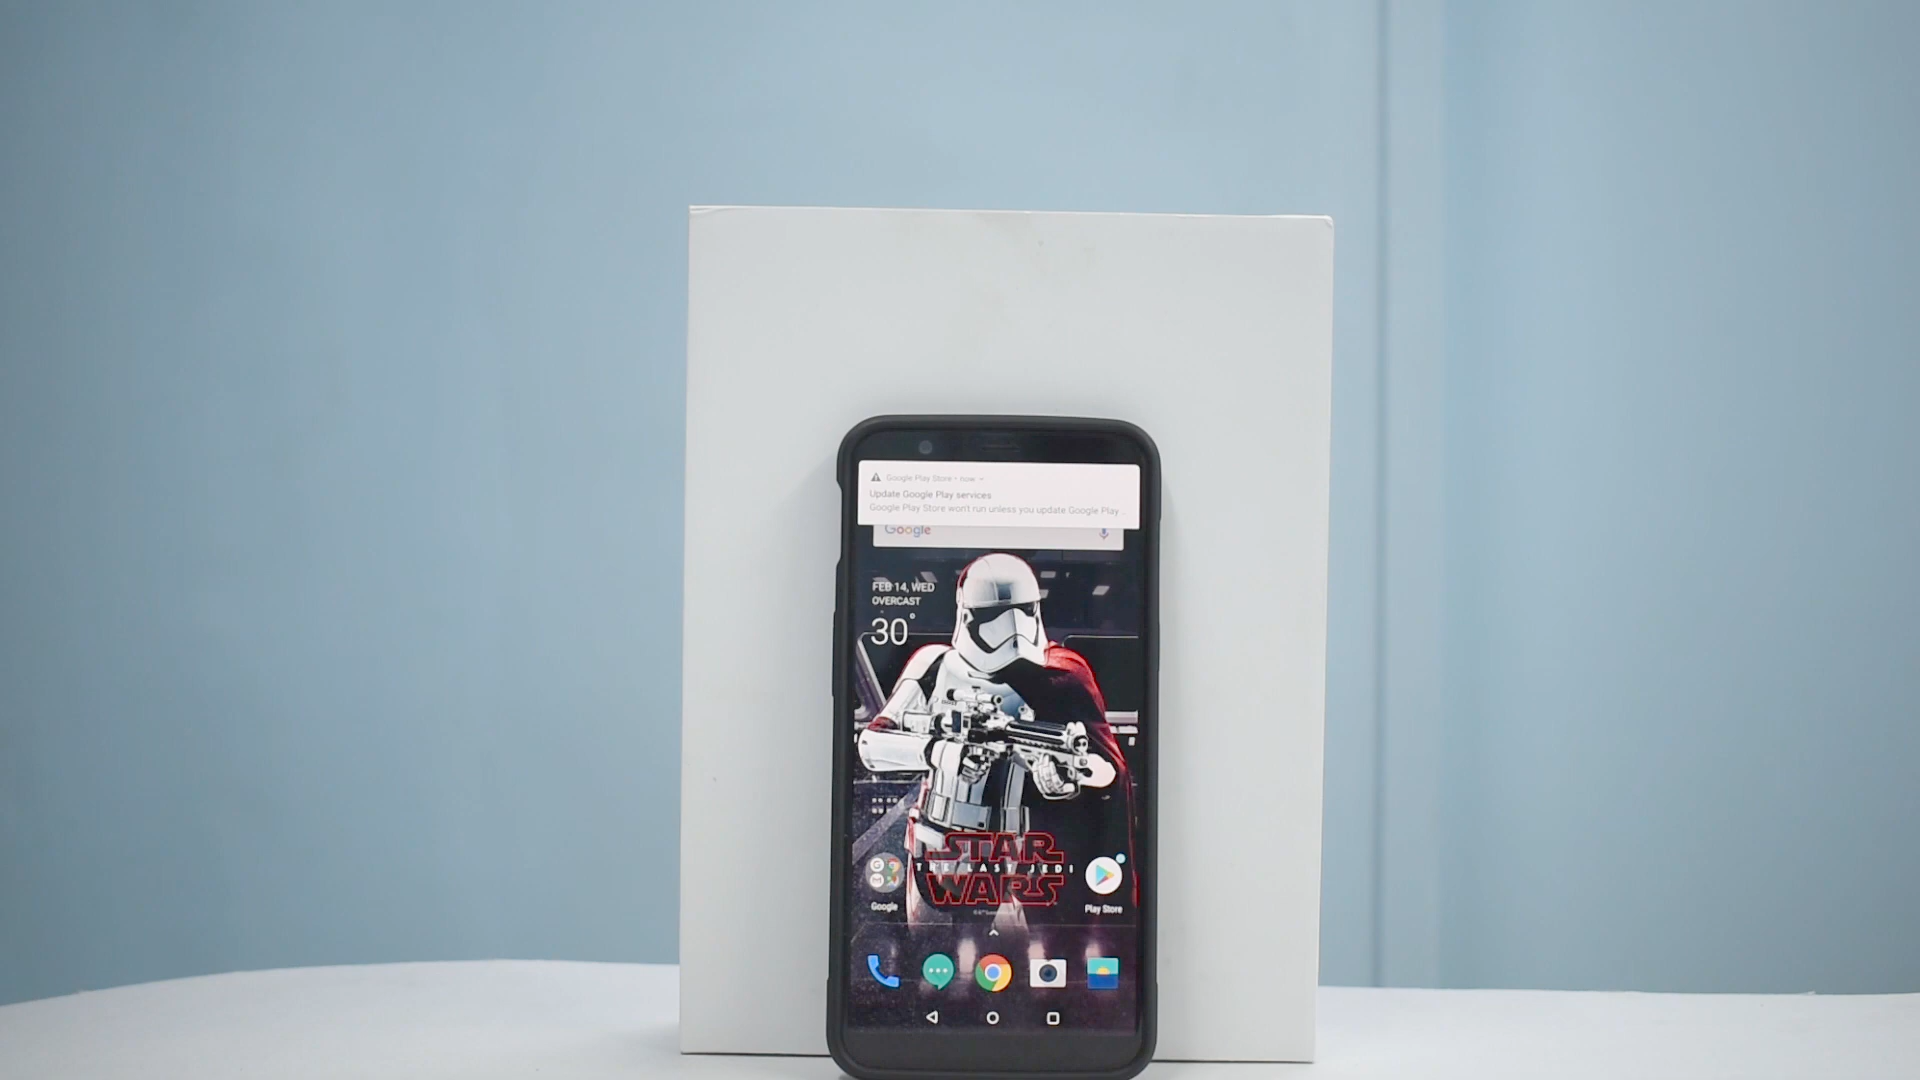 Google Play Store • now
Update Google Play services
Google Play Store won't run unless you update Google Play...
Google
FEB 14, WED
OVERCAST
30°
STAR
THE LAST JEDI
WARS
Google
Play Store